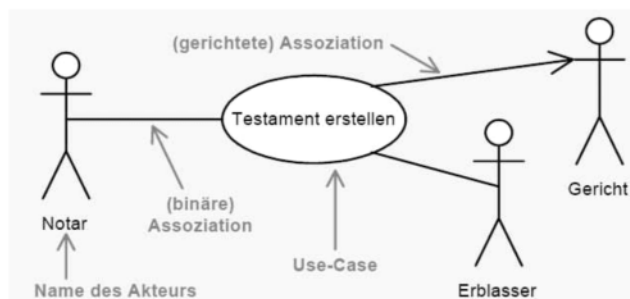 (gerichtete) Assoziation
Testament erstellen
Gericht
Notar
(binäre)
Assoziation
Use-Case
Name des Akteurs
Erblasser